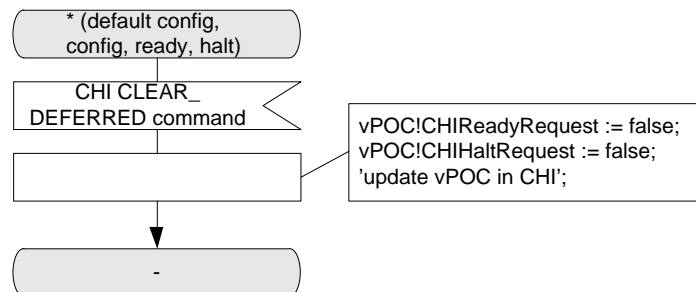 * (default config,
config, ready, halt)
CHI CLEAR_
DEFERRED command
vPOC!CHIReadyRequest := false;
vPOC!CHIHaltRequest := false;
'update vPOC in CHI';
-